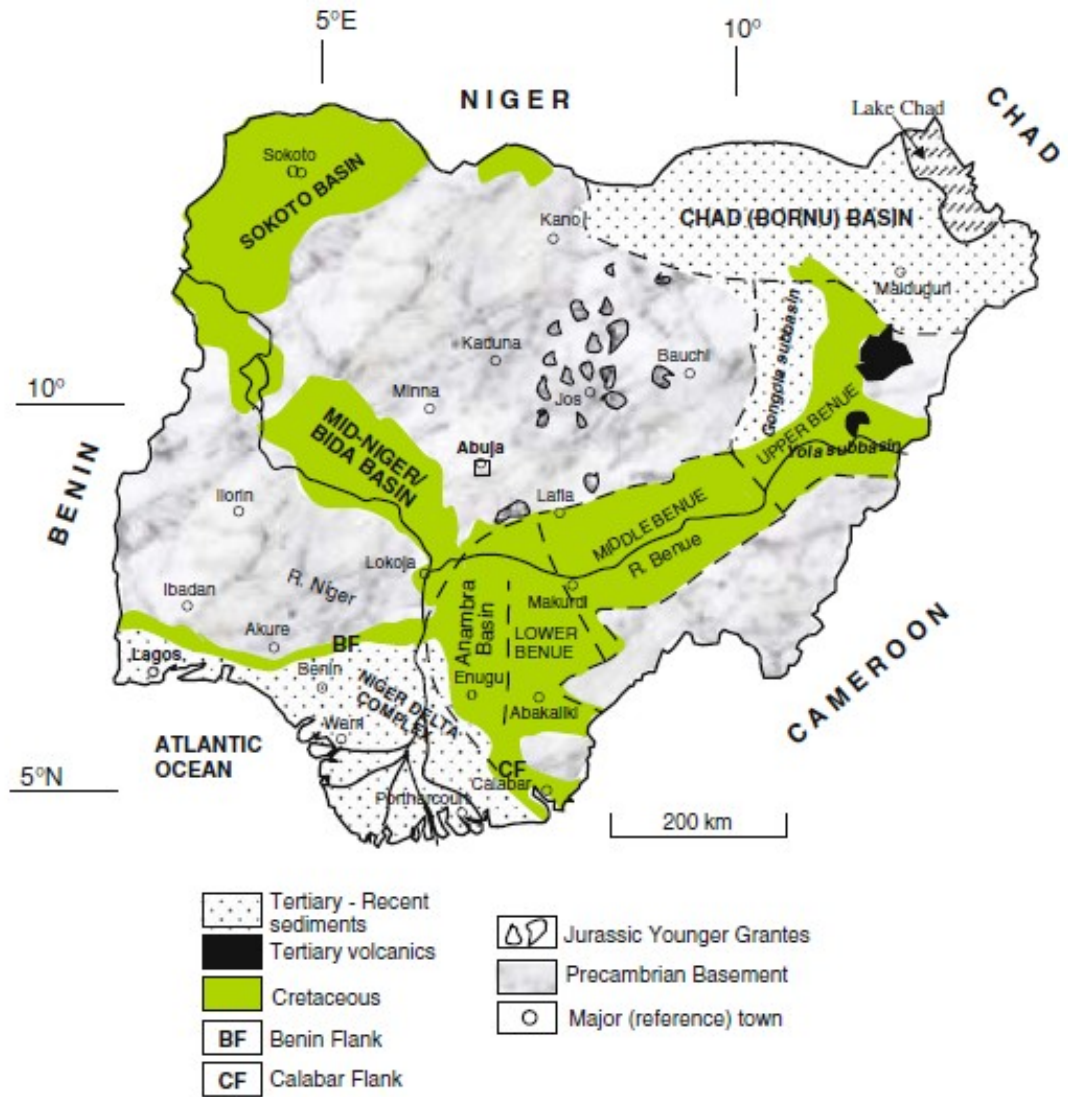 5ºE
10º
NIGER
CHAD
Lake Chad
Sokoto
SOKOTO BASIN
Kano
CHAD (BORNU) BASIN
Maiduguri
Kaduna
Bauchi
Gongola subbasin
10º
Minna
Jos
MID-NIGER/
BIDA BASIN
UPPER BENUE
Yola subbasin
Abuja
BENIN
Ilorin
Lafia
MIDDLE BENUE
R. Benue
Lokoja
R. Niger
Ibadan
Makurdi
Anambra
Basin
Akure
BF
LOWER
BENUE
CAMEROON
Lagos
Benin
Enugu
NIGER DELTA
COMPLEX
Abakaliki
Warri
ATLANTIC
OCEAN
CF
5ºN
Calabar
Portharcourt
200 km
Tertiary - Recent
sediments
Tertiary volcanics
Cretaceous
BF Benin Flank
CF Calabar Flank
Jurassic Younger Grantes
Precambrian Basement
Major (reference) town